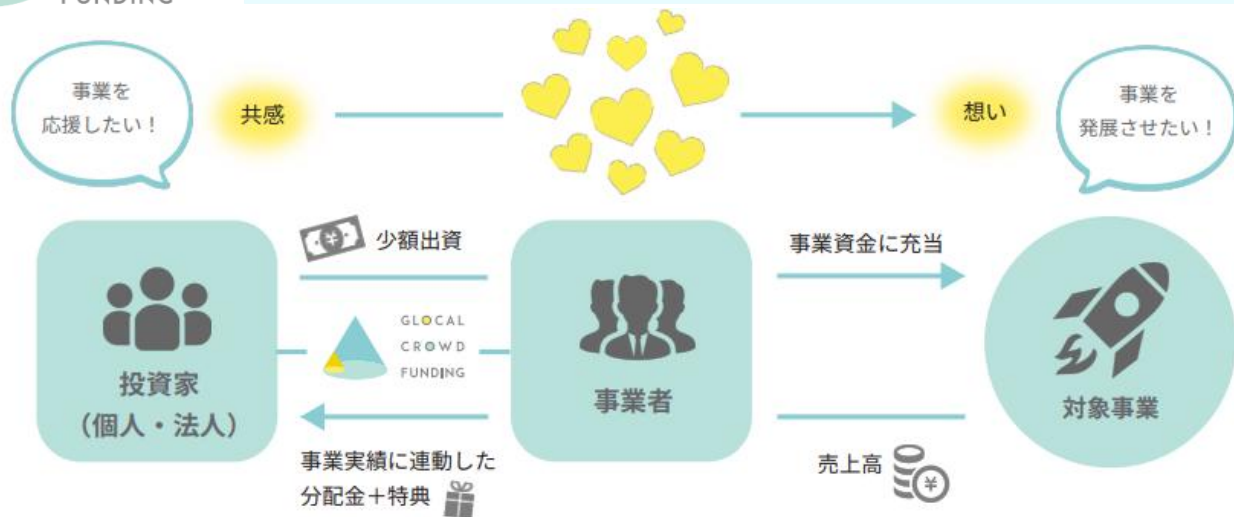 FUNDING
事業を
応援したい！
共感
想い
事業を
発展させたい！
少額出資
事業資金に充当
GLOCAL
CROWD
FUNDING
投資家
（個人・法人）
事業者
対象事業
事業実績に連動した
分配金＋特典
売上高